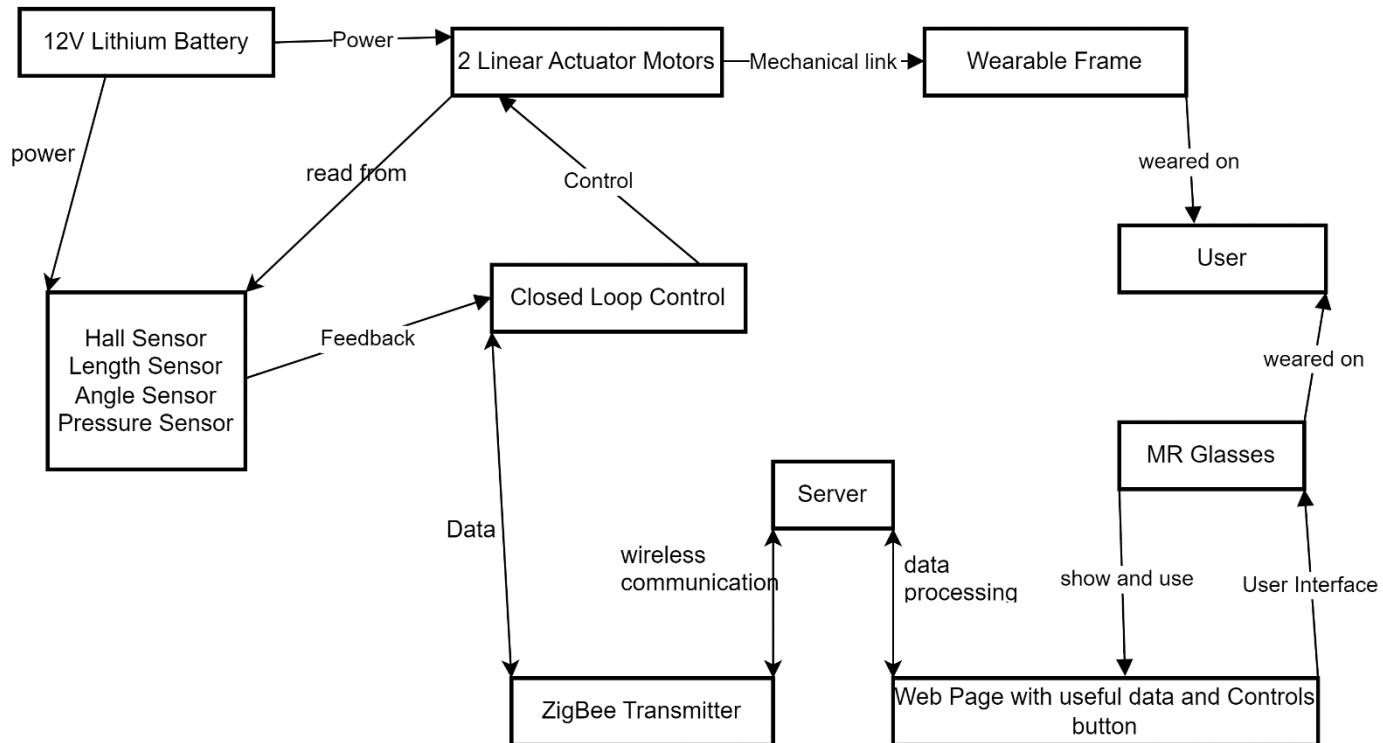 12V Lithium Battery
Power
2 Linear Actuator Motors
Mechanical link
Wearable Frame
power
read from
Control
weared on
User
Hall Sensor
Length Sensor
Angle Sensor
Pressure Sensor
Feedback
Closed Loop Control
weared on
MR Glasses
Server
Data
wireless
communication
data
processing
show and use
User Interface
ZigBee Transmitter
Web Page with useful data and Controls
button